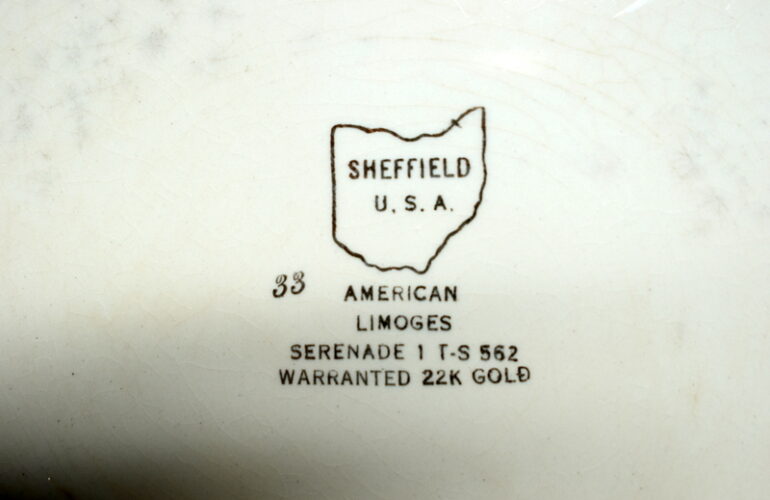 SHEFFIELD
U. S. A.
33 AMERICAN
LIMOGES
SERENADE 1 T-S 562
WARRANTED 22K GOLD